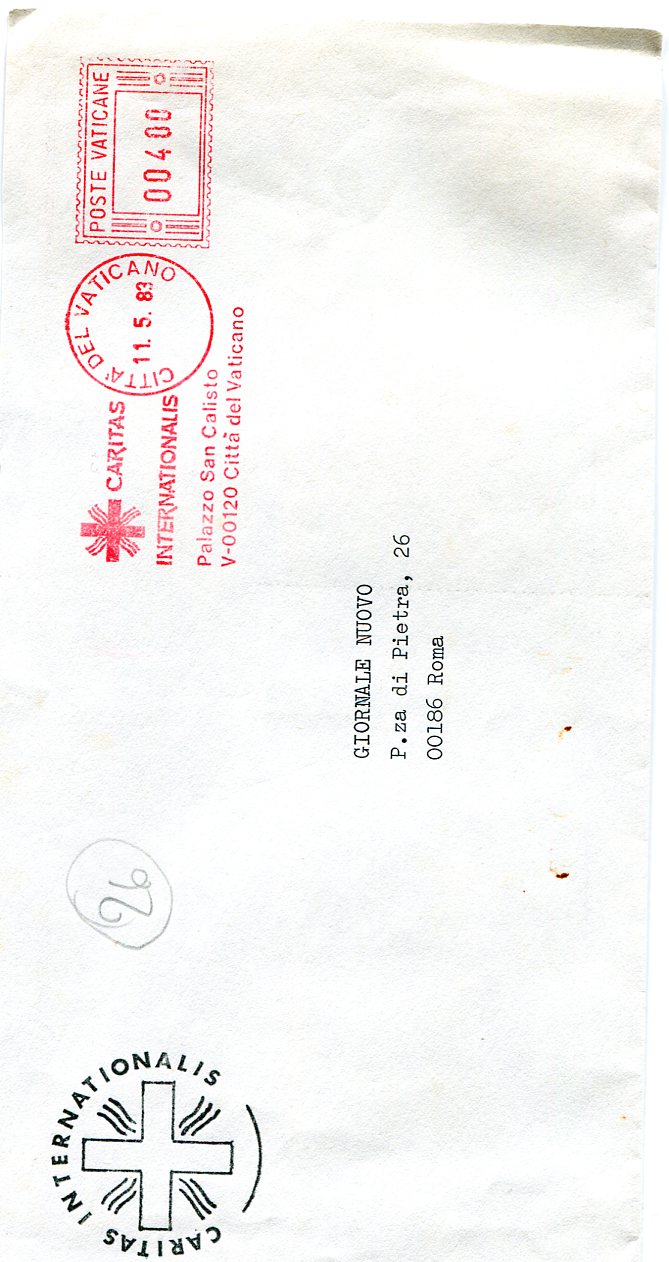 CARITAS INTERNATIONALIS
26
CARITAS
INTERNATIONALIS
Palazzo San Calisto
V-00120 Città del Vaticano
CITTA' DEL VATICANO
11. 5. 83
POSTE VATICANE
00400
GIORNALE NUOVO
P.za di Pietra, 26
00186 Roma